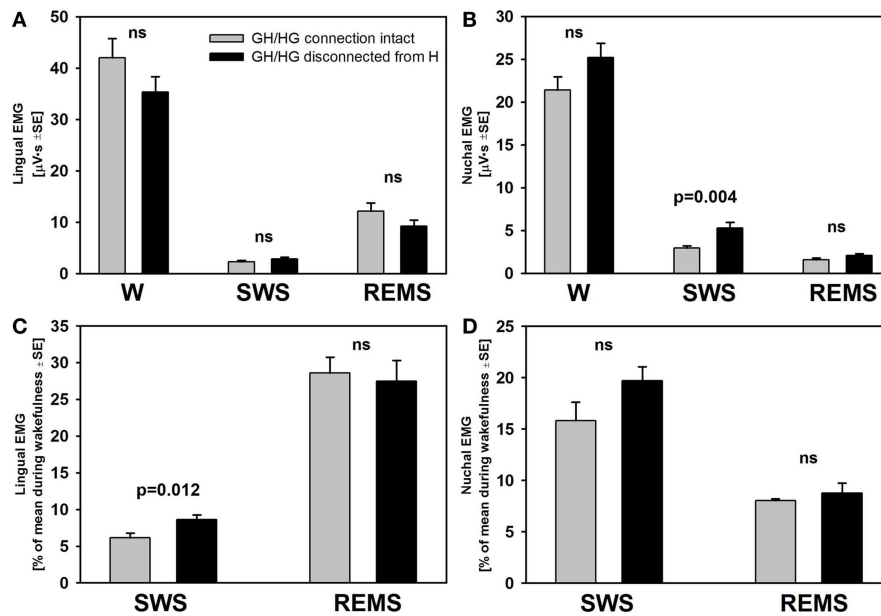 A
Lingual EMG
[µV·s ±SE]
50
40
30
20
10
0
ns
GH/HG connection intact
GH/HG disconnected from H
ns
ns
W SWS REMS
B
Nuchal EMG
[µV·s ±SE]
30
25
20
15
10
5
0
ns
p=0.004
ns
W SWS REMS
C
Lingual EMG
[% of mean during wakefulness ±SE]
35
30
25
20
15
10
5
0
p=0.012
ns
SWS REMS
D
Nuchal EMG
[% of mean during wakefulness ±SE]
25
20
15
10
5
0
ns
ns
SWS REMS